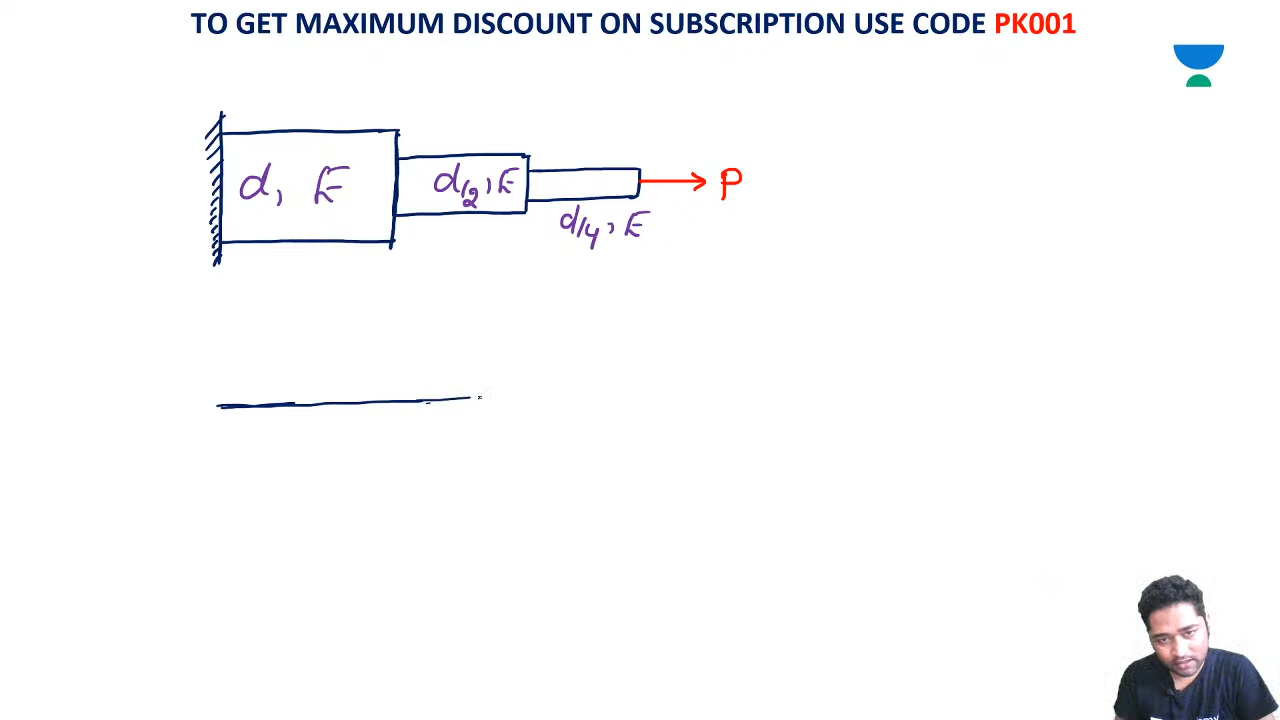 TO GET MAXIMUM DISCOUNT ON SUBSCRIPTION USE CODE PK001
d, E
d/2, E
P
d/4, E